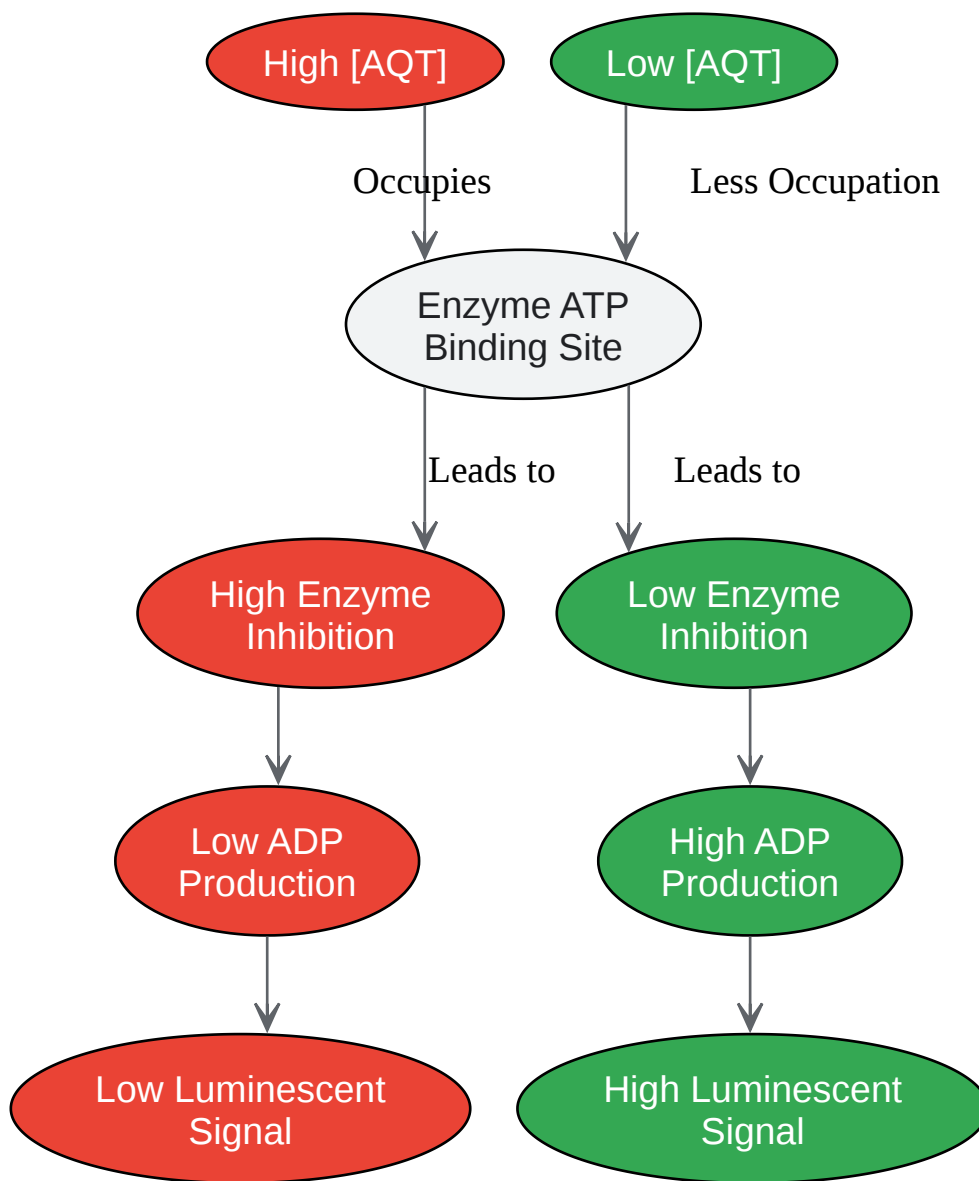 High [AQT]
Low [AQT]
Occupies
Less Occupation
Enzyme ATP
Binding Site
Leads to
Leads to
High Enzyme
Inhibition
Low Enzyme
Inhibition
Low ADP
Production
High ADP
Production
Low Luminescent
Signal
High Luminescent
Signal